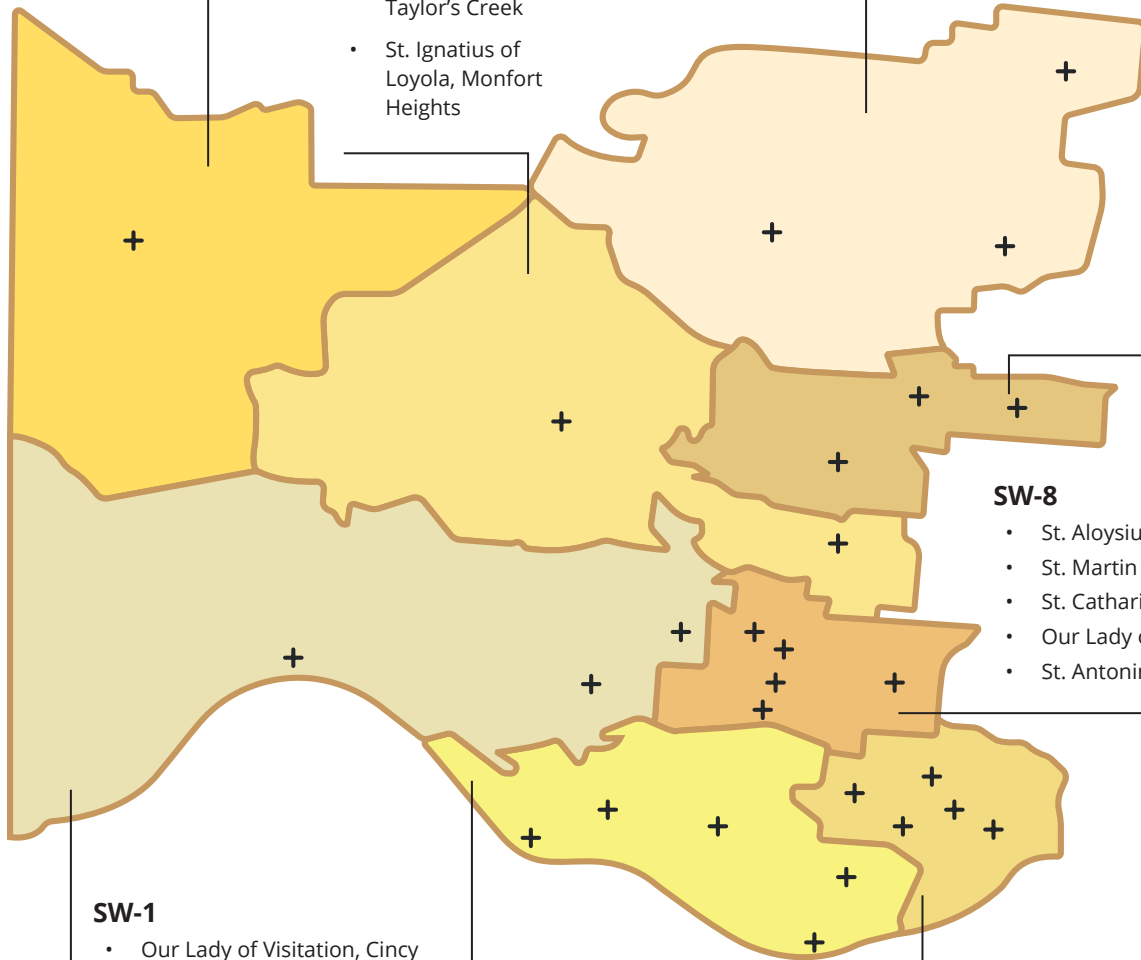 Taylor’s Creek
• St. Ignatius of
Loyola, Monfort
Heights
SW-8
• St. Aloysiu
• St. Martin
• St. Cathari
• Our Lady
• St. Antonin
SW-1
• Our Lady of Visitation, Cincy